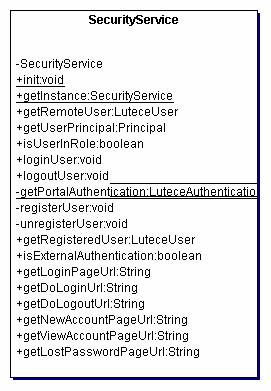 SecurityService
-SecurityService
+init:void
+getInstance:SecurityService
+getRemoteUser:LuteceUser
+getUserPrincipal:Principal
+isUserInRole:boolean
+loginUser:void
+logoutUser:void
-getPortalAuthentication:LuteceAuthenticatio
-registerUser:void
-unregisterUser:void
+getRegisteredUser:LuteceUser
+isExternalAuthentication:boolean
+getLoginPageUrl:String
+getDoLoginUrl:String
+getDoLogoutUrl:String
+getNewAccountPageUrl:String
+getViewAccountPageUrl:String
+getLostPasswordPageUrl:String